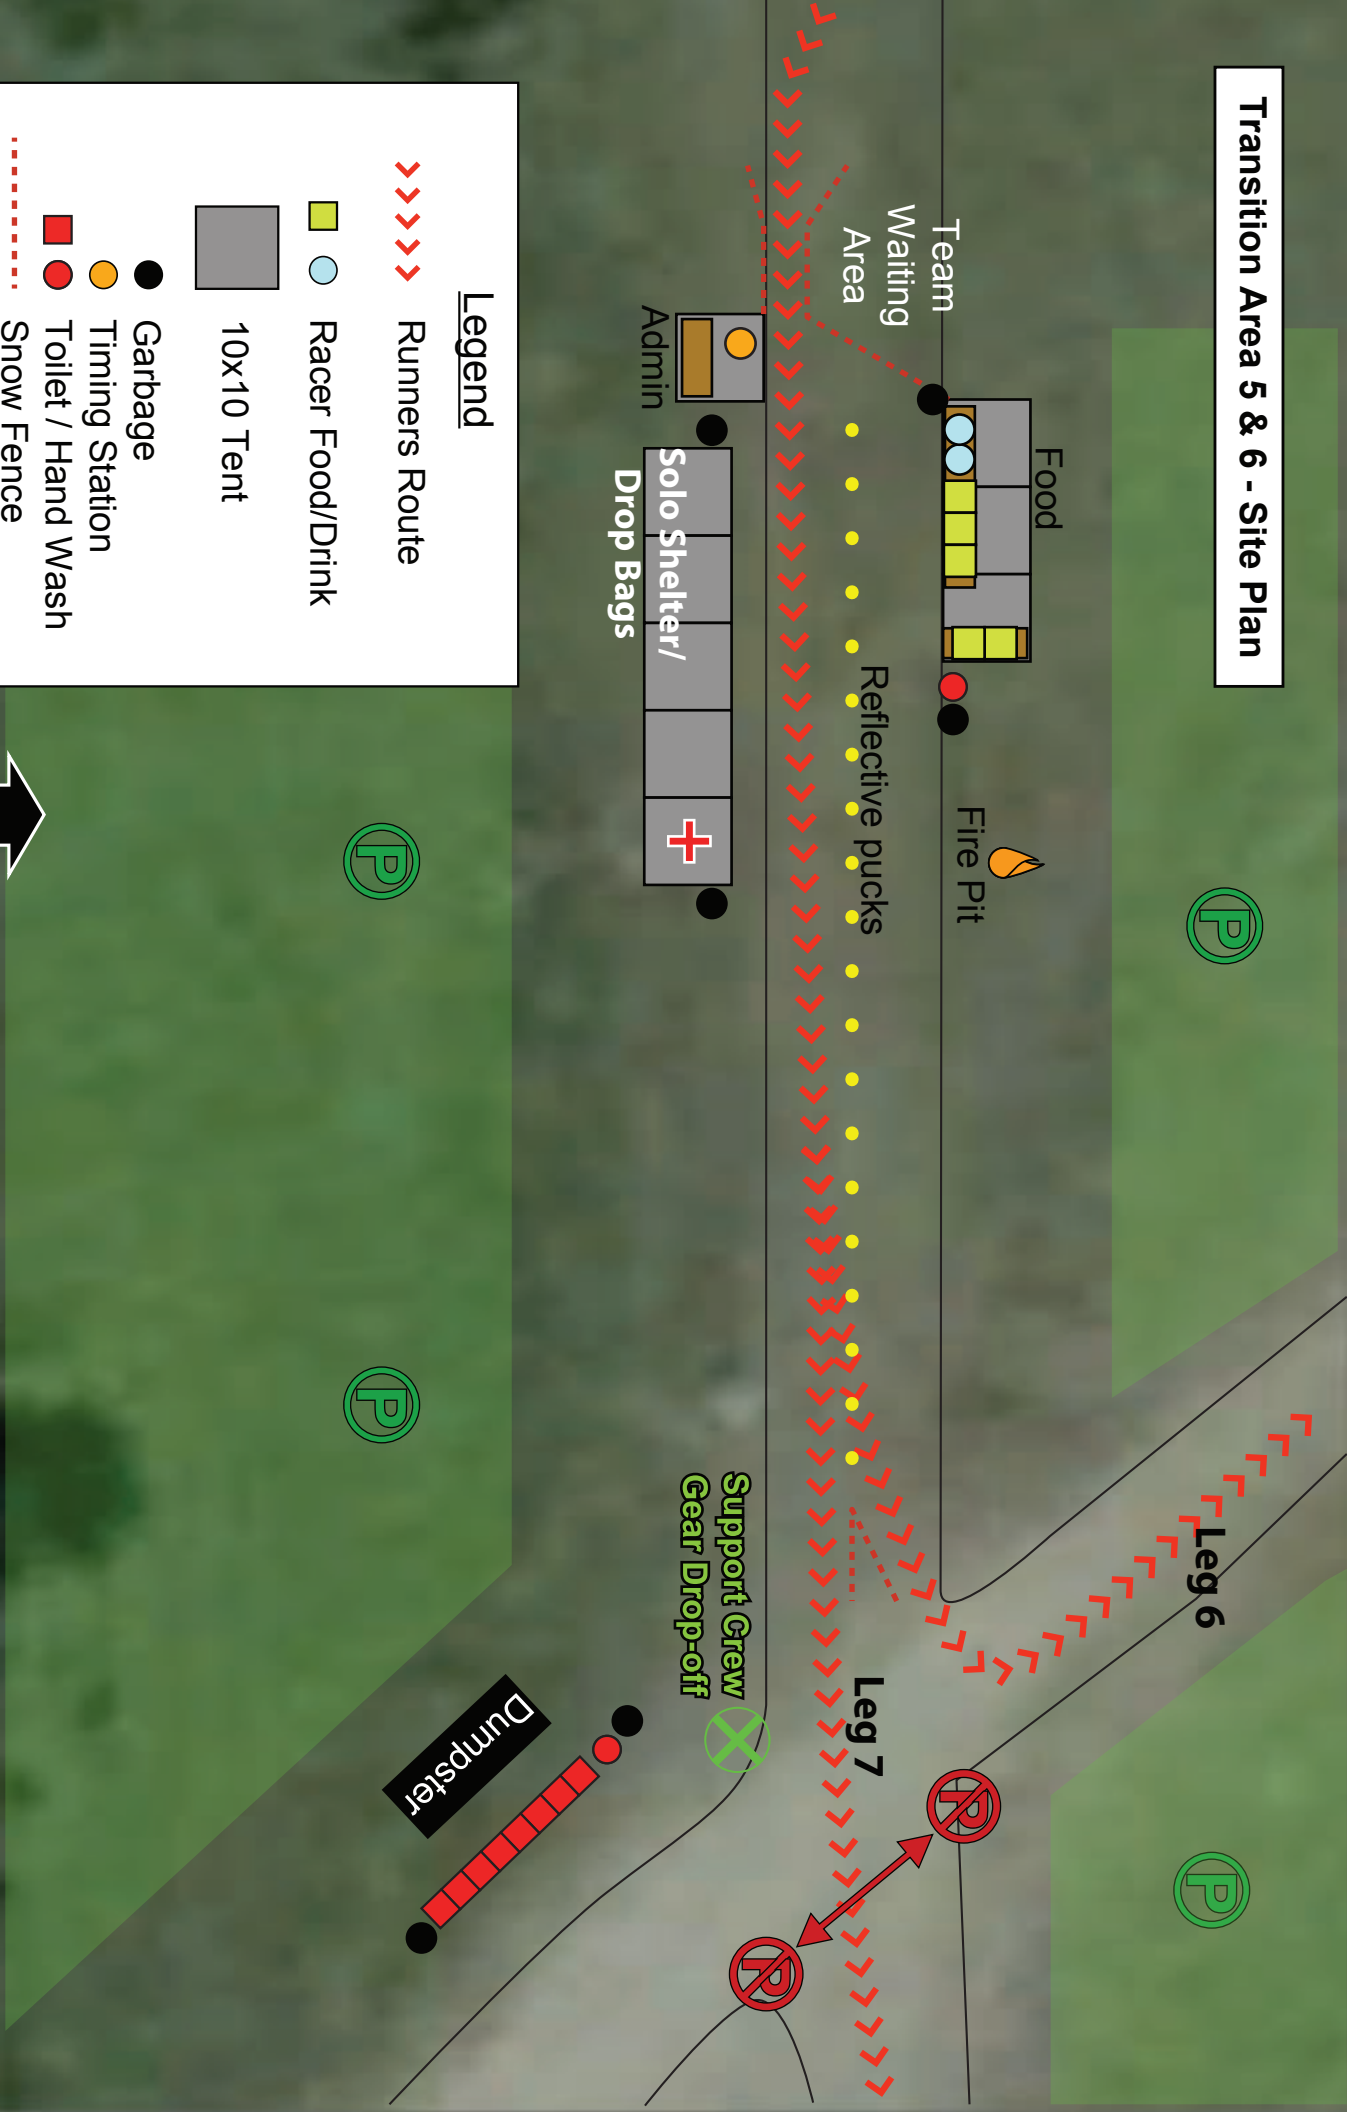 Transition Area 5 & 6 - Site Plan
Team
Waiting
Area
Food
Reflective pucks
Fire Pit
P
Leg 6
Leg 7
P
P
P
Admin
Solo Shelter/
Drop Bags
P
P
Support Crew
Gear Drop-off
Dumpster
Legend
Runners Route
Racer Food/Drink
10x10 Tent
Garbage
Timing Station
Toilet / Hand Wash
Snow Fence